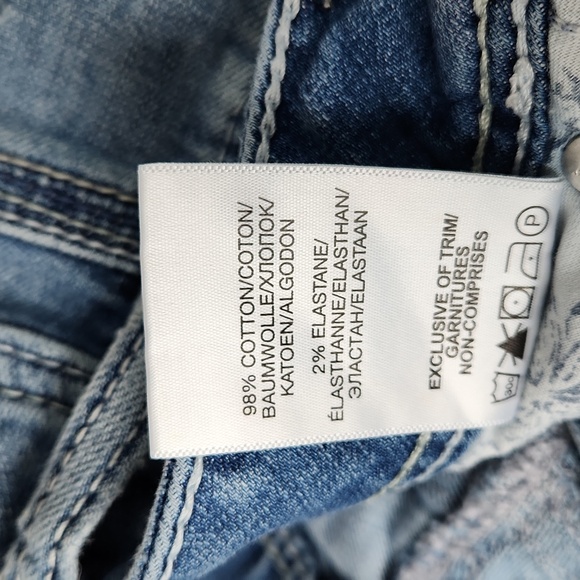 98% COTTON/COTON/
BAUMWOLLE/ХЛОПОК/
KATOEN/ALGODON
2% ELASTANE/
ÉLASTHANNE/ELASTHAN/
ЭЛАСТАН/ELASTAAN
EXCLUSIVE OF TRIM/
GARNITURES
NON-COMPRISES
P